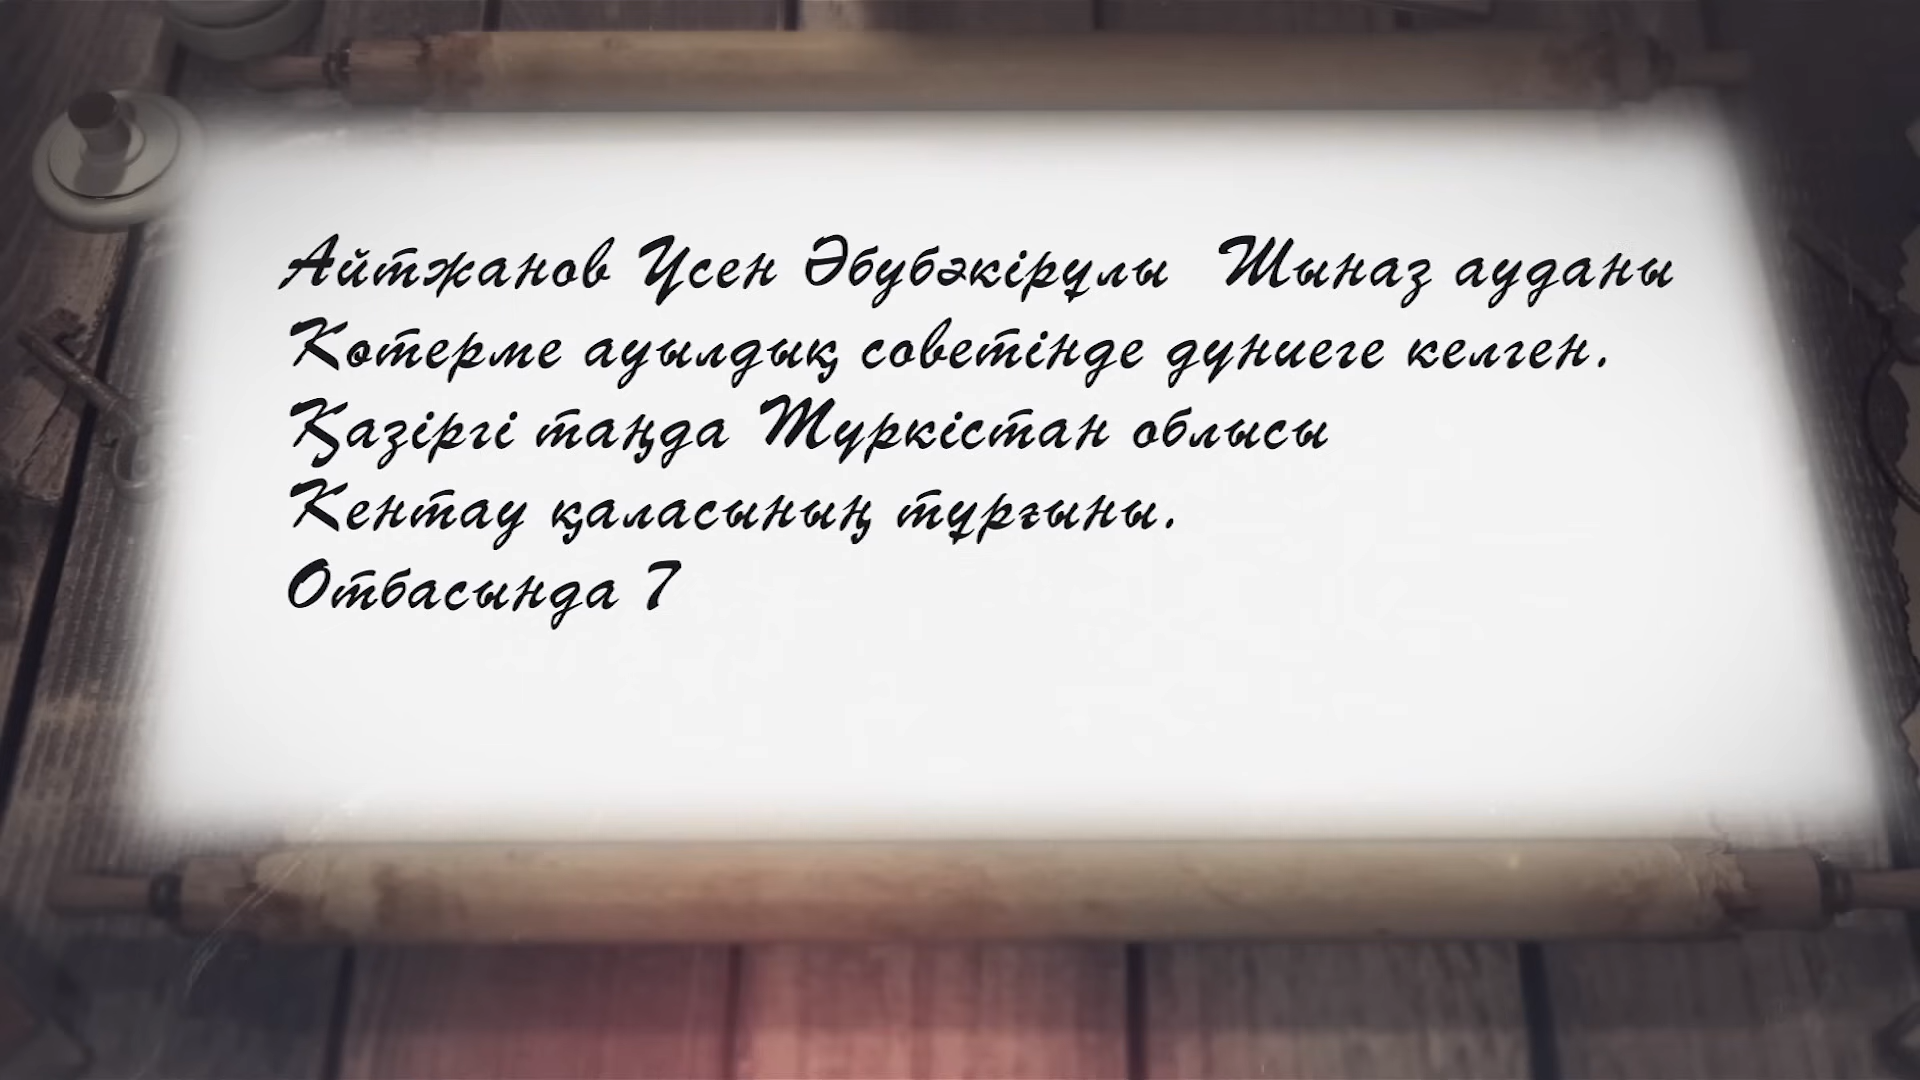 Айтжанов Үсен Әбубәкірұлы Шыназ ауданы
Көтерме ауылдық советінде дүниеге келген.
Қазіргі таңда Түркістан облысы
Кентау қаласының тұрғыны.
Отбасында 7